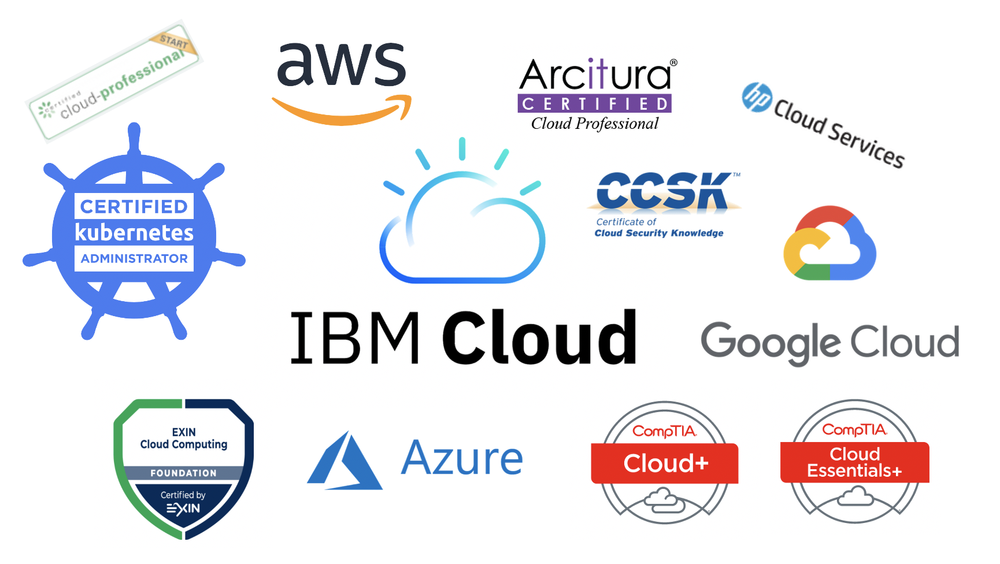 START
certified
cloud-professional
aws
Arcitura®
CERTIFIED
Cloud Professional
hp Cloud Services
CERTIFIED
kubernetes
ADMINISTRATOR
CCSK™
Certificate of
Cloud Security Knowledge
IBM Cloud
Google Cloud
EXIN
Cloud Computing
FOUNDATION
Certified by
EXIN
Azure
CompTIA.
Cloud+
CompTIA.
Cloud
Essentials+